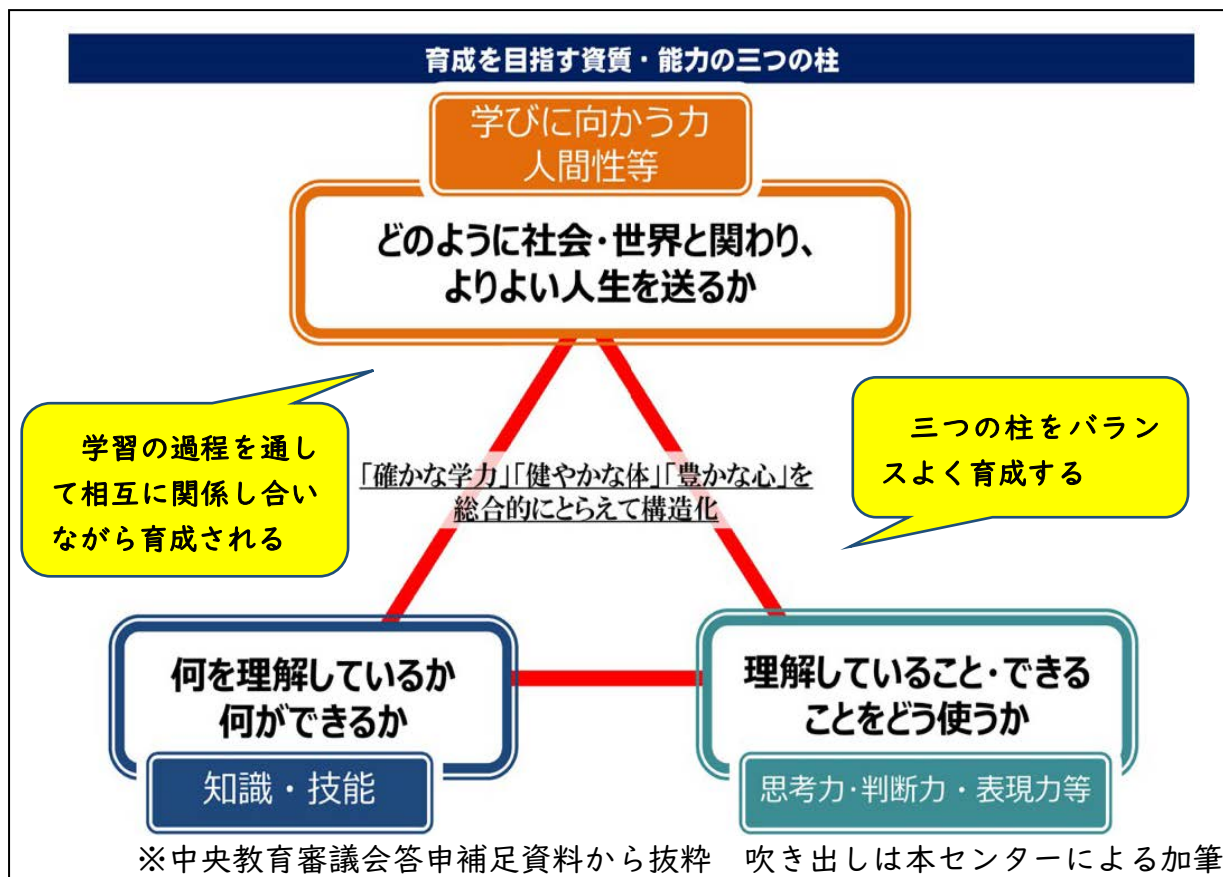 育成を目指す資質・能力の三つの柱
学びに向かう力
人間性等
どのように社会・世界と関わり、
よりよい人生を送るか
学習の過程を通し
て相互に関係し合い
ながら育成される
三つの柱をバラン
スよく育成する
「確かな学力」「健やかな体」「豊かな心」を
総合的にとらえて構造化
何を理解しているか
何ができるか
知識・技能
理解していること・できる
ことをどう使うか
思考力・判断力・表現力等
※中央教育審議会答申補足資料から抜粋　吹き出しは本センターによる加筆